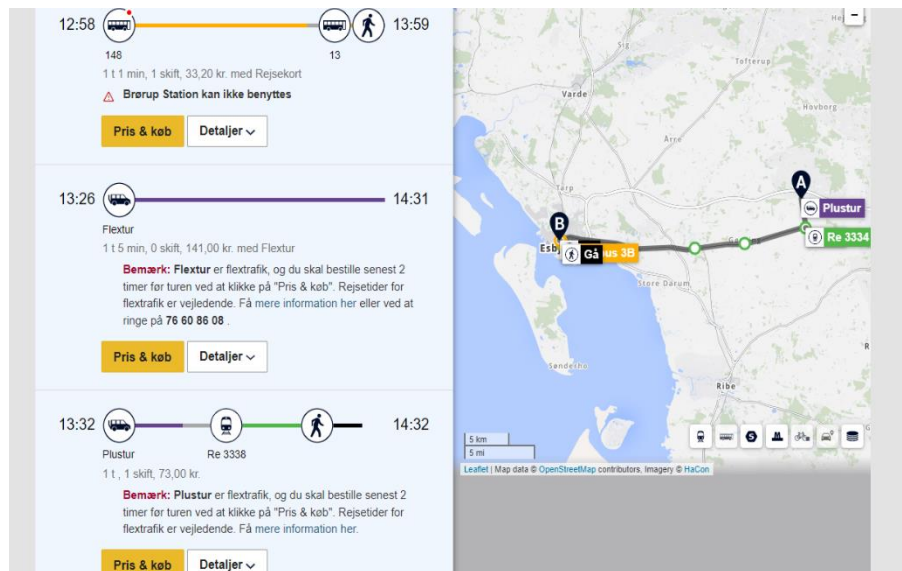 12:58
13:59
148
13
1 t 1 min, 1 skift, 33,20 kr. med Rejsekort
Brørup Station kan ikke benyttes
Pris & køb
Detaljer
13:26
14:31
Flextur
1 t 5 min, 0 skift, 141,00 kr. med Flextur
Bemærk: Flextur er flextrafik, og du skal bestille senest 2
timer før turen ved at klikke på "Pris & køb". Rejsetider for
flextrafik er vejledende. Få mere information her eller ved at
ringe på 76 60 86 08 .
Pris & køb
Detaljer
13:32
14:32
Plustur
Re 3338
1 t , 1 skift, 73,00 kr.
Bemærk: Plustur er flextrafik, og du skal bestille senest 2
timer før turen ved at klikke på "Pris & køb". Rejsetider for
flextrafik er vejledende. Få mere information her.
Pris & køb
Detaljer
−
Sig
Tofterup
Varde
Hovborg
Årre
A
Tarp
Plustur
B
Re 3334
Esb
Gå
us 3B
Store Darum
Sønderho
Ribe
5 km
5 mi
S
Leaflet | Map data © OpenStreetMap contributors, Imagery © HaCon